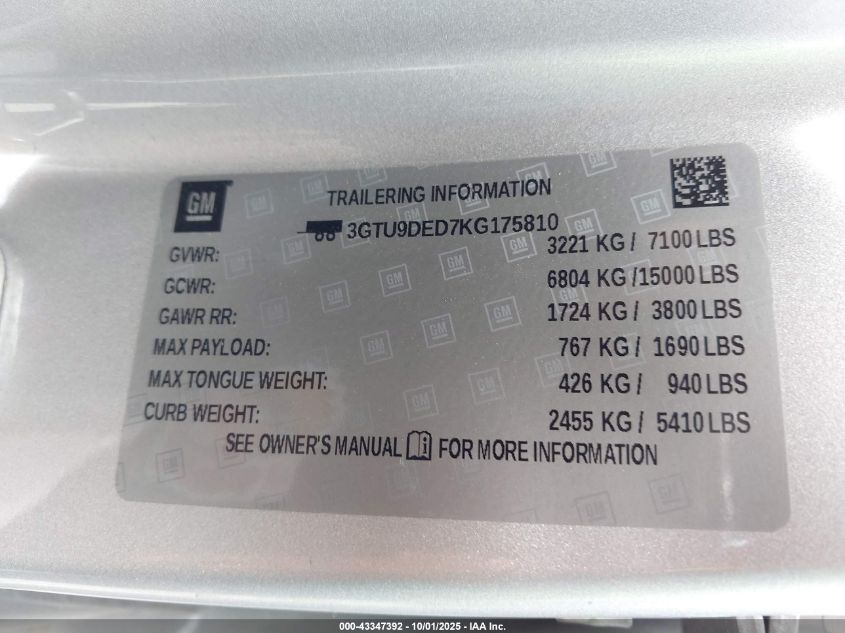 GM
TRAILERING INFORMATION
3GTU9DED7KG175810
GVWR: 3221 KG / 7100 LBS
GCWR: 6804 KG /15000 LBS
GAWR RR: 1724 KG / 3800 LBS
MAX PAYLOAD: 767 KG / 1690 LBS
MAX TONGUE WEIGHT: 426 KG / 940 LBS
CURB WEIGHT: 2455 KG / 5410 LBS
SEE OWNER'S MANUAL FOR MORE INFORMATION
000-43347392 - 10/01/2025 - IAA Inc.